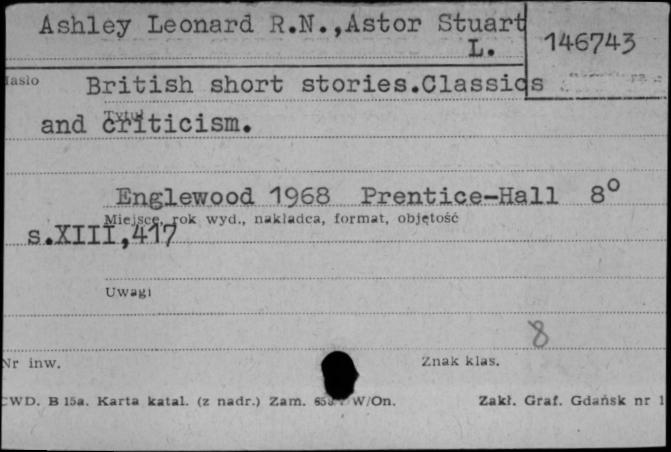 Ashley Leonard R.N.,Astor Stuart
L.
146743
Hasło British short stories.Classics
and criticism.
Tytuł
Englewood 1968 Prentice-Hall 8°
Miejsce, rok wyd., nakładca, format, objętość
s.XIII,417
Uwagi
8
Nr inw. Znak klas.
CWD. B 15a. Karta katal. (z nadr.) Zam. W/On. Zakł. Graf. Gdańsk nr 1